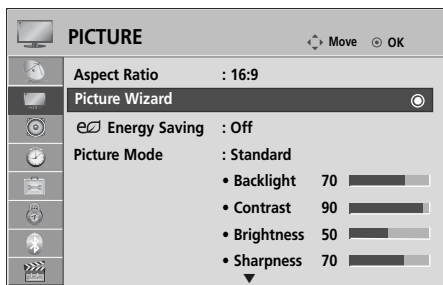 PICTURE Move OK
Aspect Ratio : 16:9
Picture Wizard
Energy Saving : Off
Picture Mode : Standard
• Backlight 70
• Contrast 90
• Brightness 50
• Sharpness 70